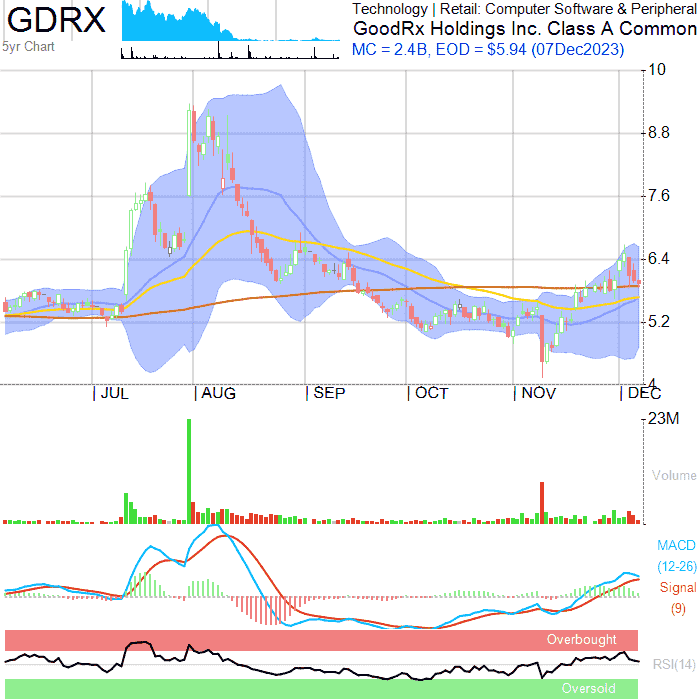 GDRX
5yr Chart
Technology | Retail: Computer Software & Peripheral
GoodRx Holdings Inc. Class A Common
MC = 2.4B, EOD = $5.94 (07Dec2023)
10
8.8
7.6
6.4
5.2
4
JUL
AUG
SEP
OCT
NOV
DEC
23M
Volume
MACD
(12-26)
Signal
(9)
Overbought
RSI(14)
Oversold